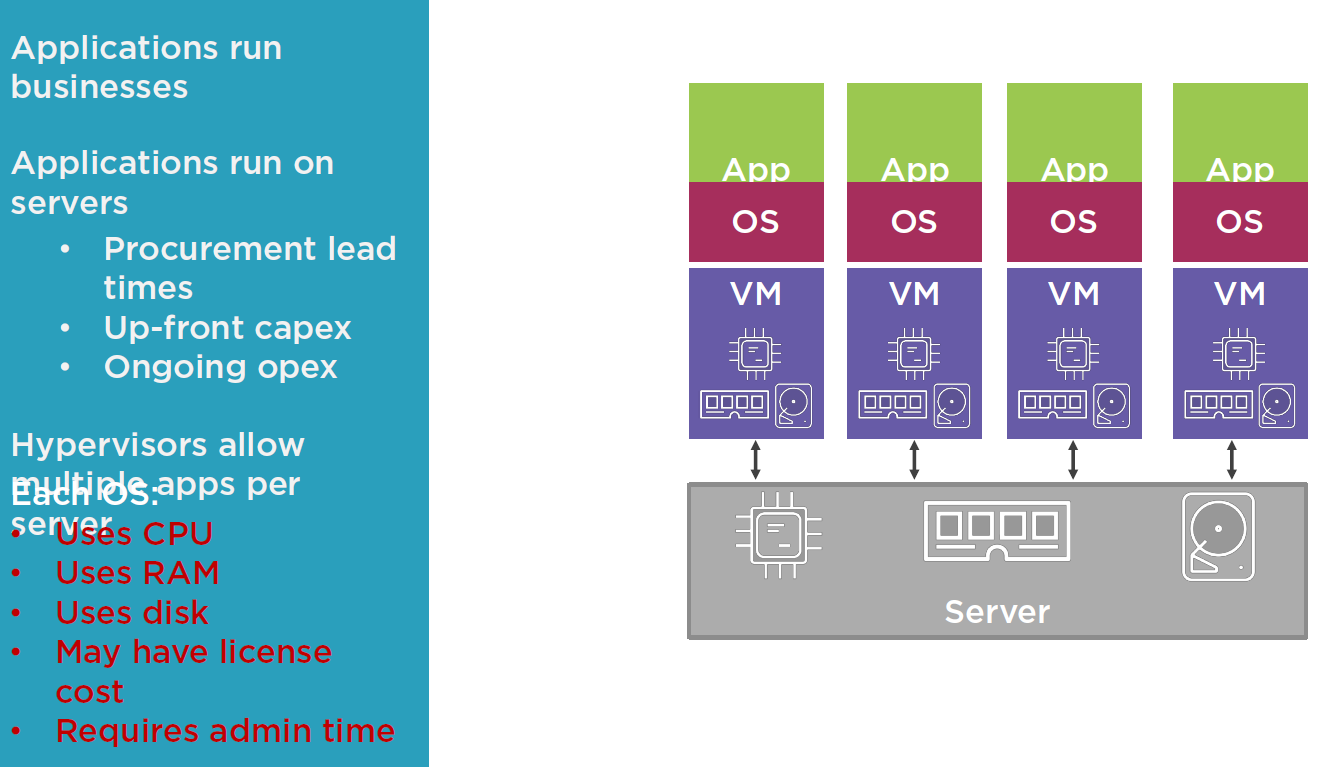 Applications run
businesses
Applications run on
servers
• Procurement lead
times
• Up-front capex
• Ongoing opex
Hypervisors allow
multiple apps per
server
Each OS:
• Uses CPU
• Uses RAM
• Uses disk
• May have license
cost
• Requires admin time
App App App App
OS OS OS OS
VM VM VM VM
Server